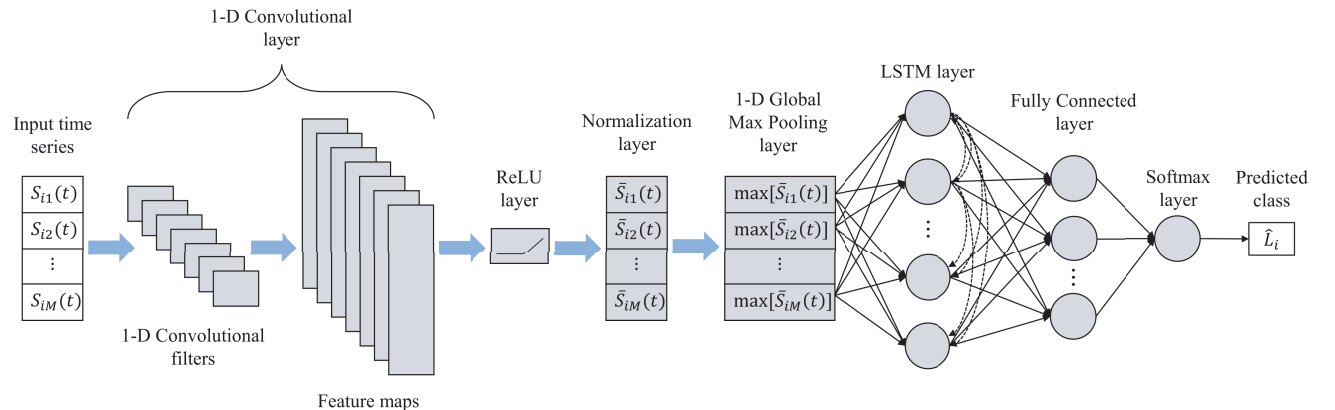 1-D Convolutional
layer
Input time
series
S_{i1}(t)
S_{i2}(t)
⋮
S_{iM}(t)
1-D Convolutional
filters
Feature maps
ReLU
layer
Normalization
layer
S̄_{i1}(t)
S̄_{i2}(t)
⋮
S̄_{iM}(t)
1-D Global
Max Pooling
layer
max[S̄_{i1}(t)]
max[S̄_{i2}(t)]
⋮
max[S̄_{iM}(t)]
LSTM layer
⋮
Fully Connected
layer
⋮
Softmax
layer
Predicted
class
L̂_i